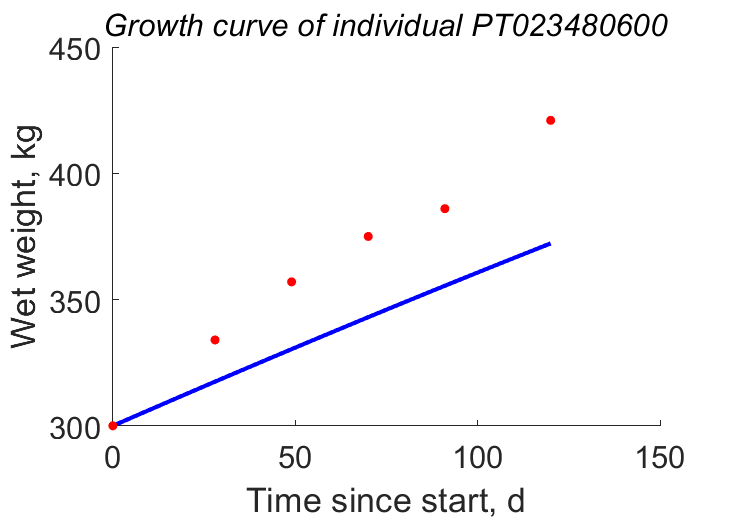 Growth curve of individual PT023480600
450
400
350
300
Wet weight, kg
0 50 100 150
Time since start, d